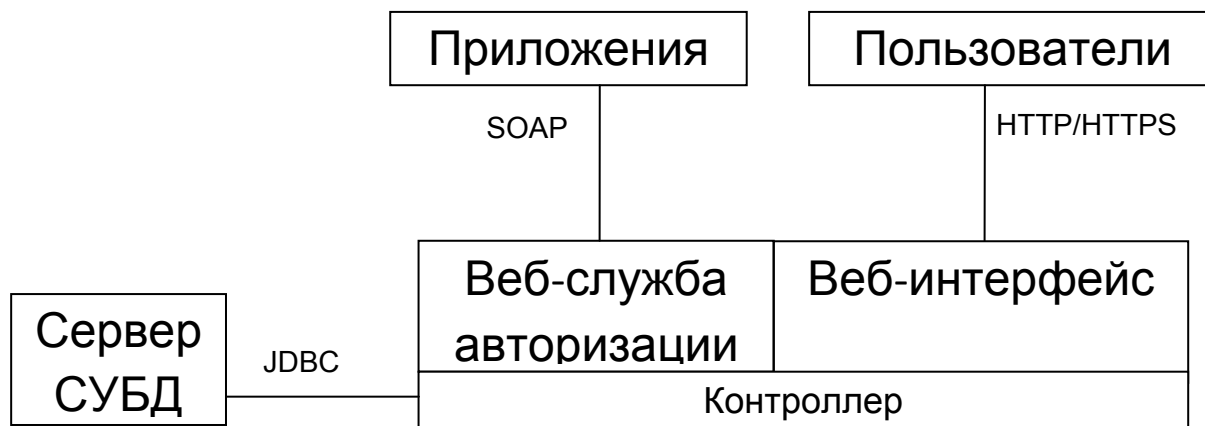 Приложения
Пользователи
SOAP
HTTP/HTTPS
Веб-служба
авторизации
Веб-интерфейс
Сервер
СУБД
JDBC
Контроллер